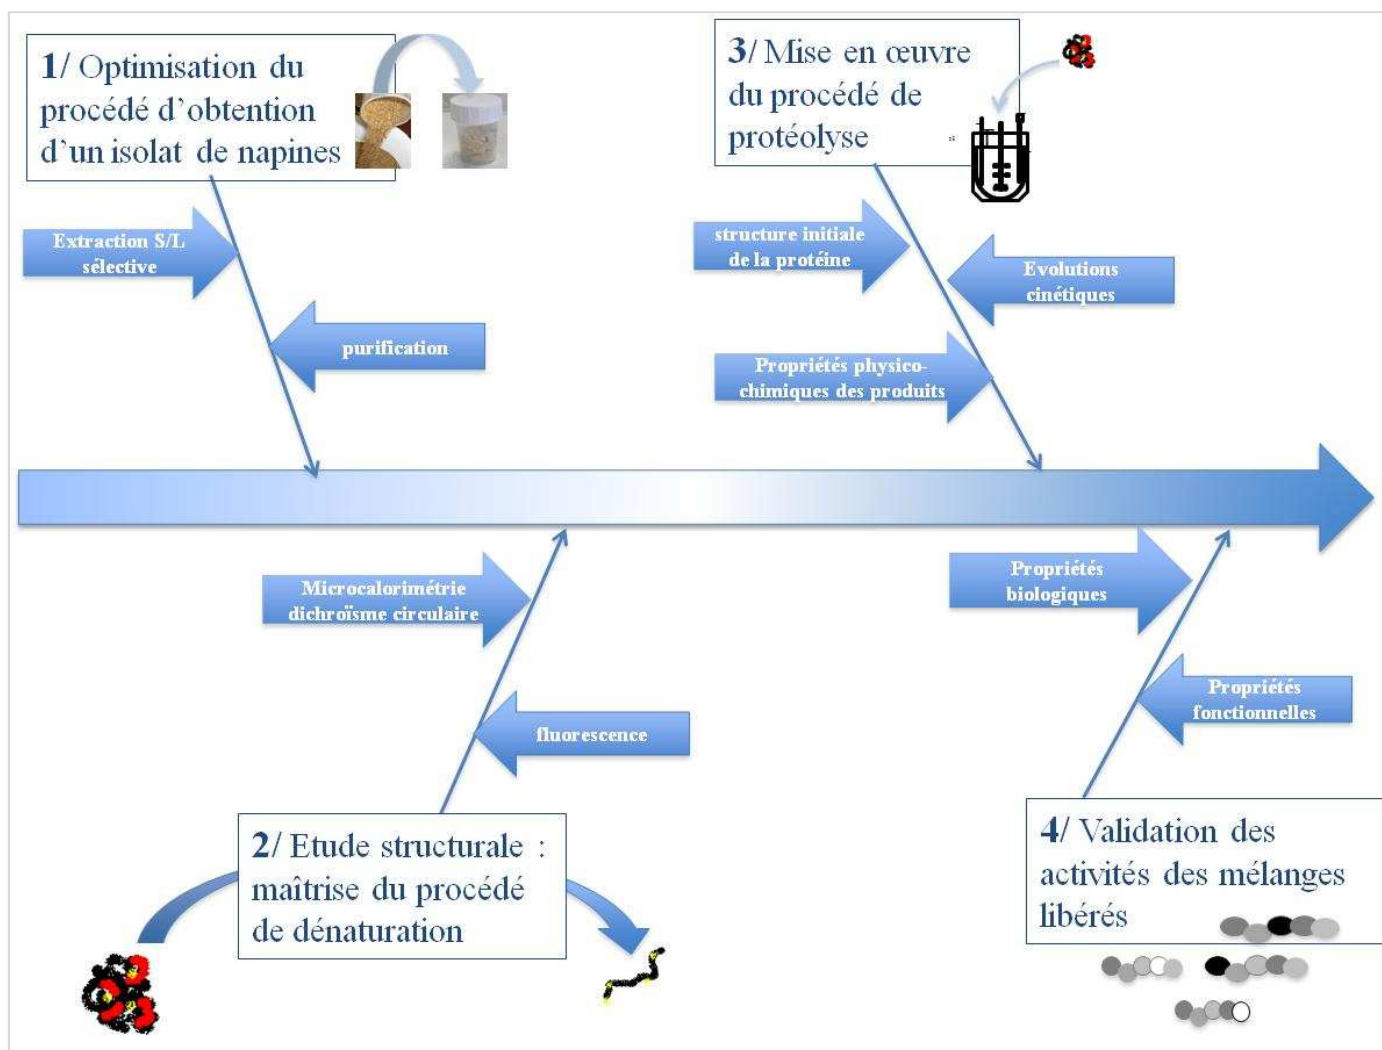 1/ Optimisation du
procédé d'obtention
d'un isolat de napines
Extraction S/L
sélective
purification
3/ Mise en œuvre
du procédé de
protéolyse
structure initiale
de la protéine
Evolutions
cinétiques
Propriétés physico-
chimiques des produits
Microcalorimétrie
dichroïsme circulaire
fluorescence
2/ Etude structurale :
maîtrise du procédé
de dénaturation
Propriétés
biologiques
Propriétés
fonctionnelles
4/ Validation des
activités des mélanges
libérés